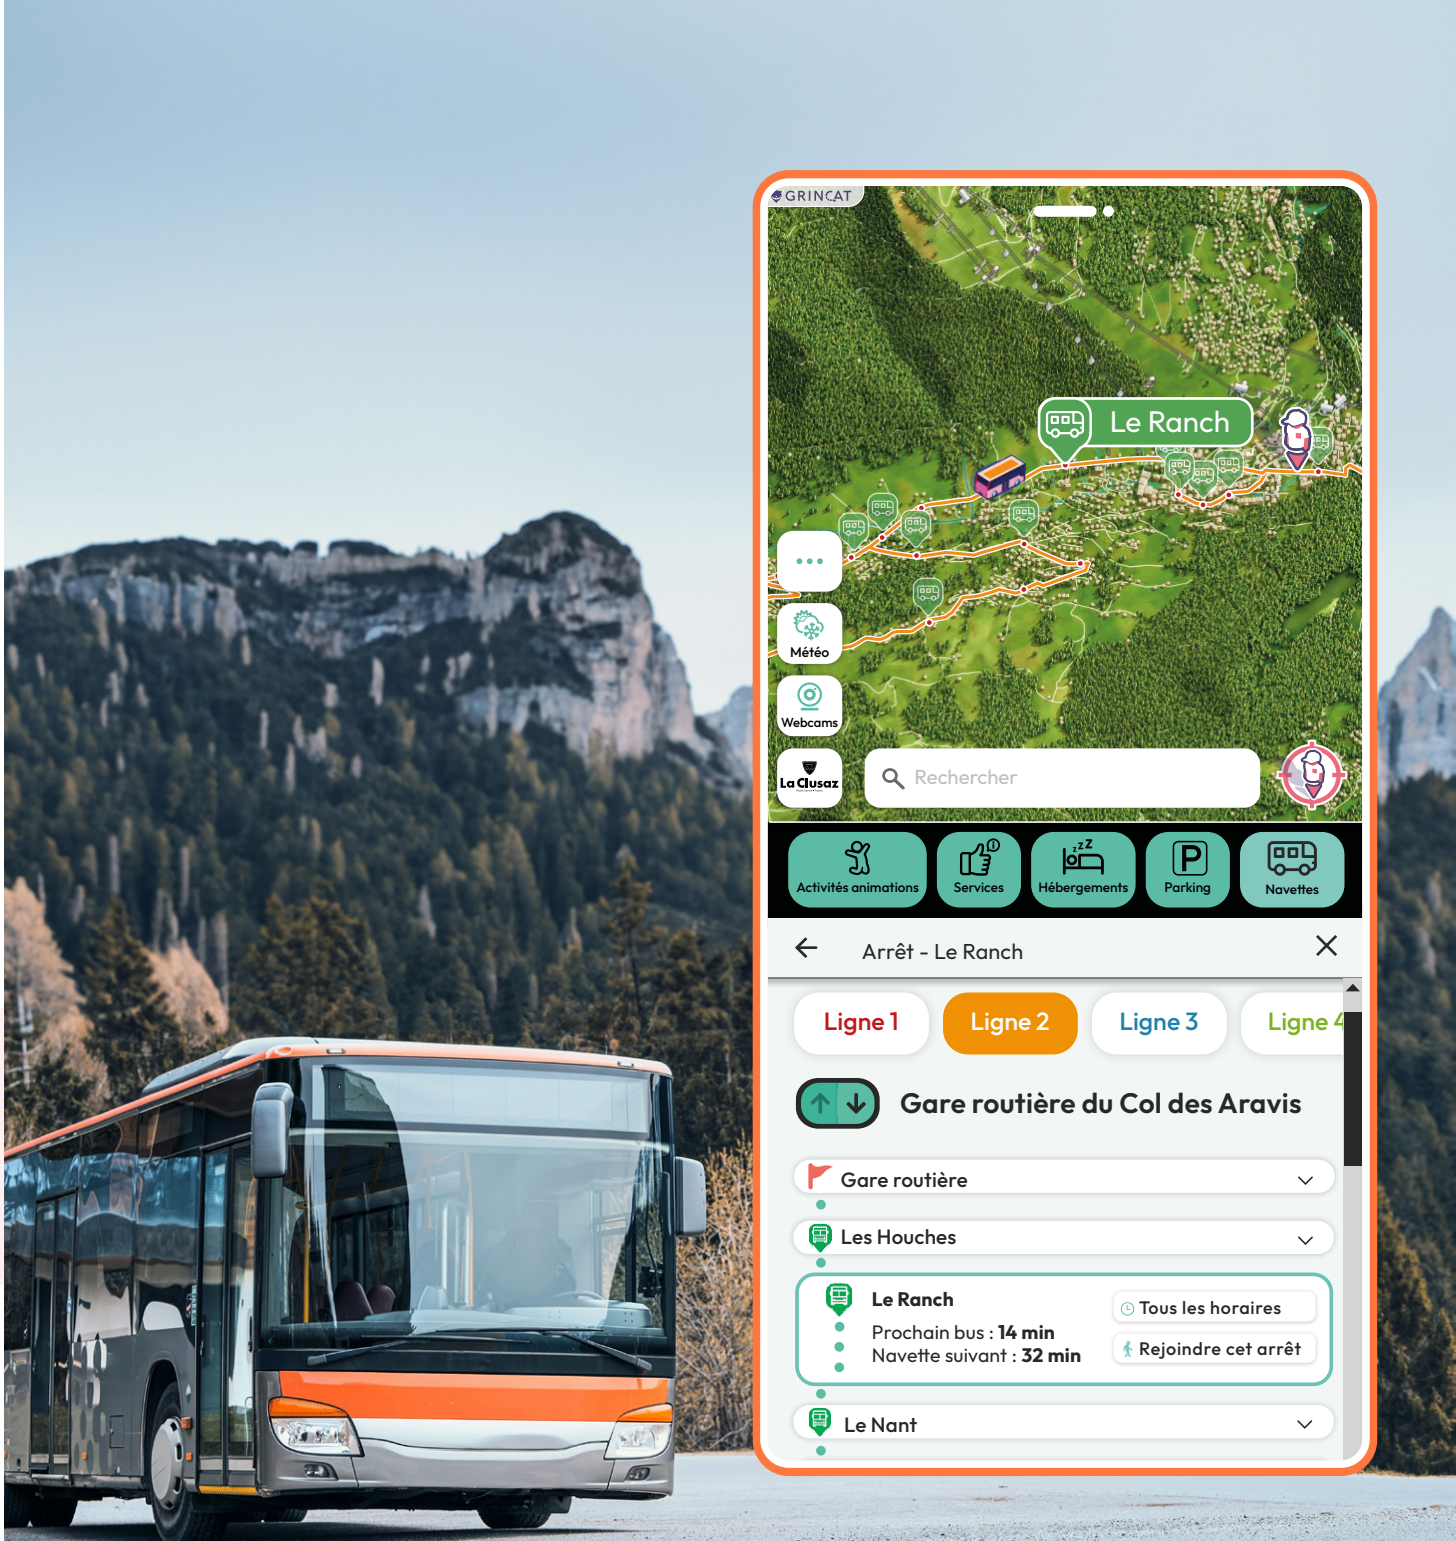 GRINCAT
Le Ranch
...
Météo
Webcams
La Clusaz
Rechercher
Activités animations
Services
zzZ
Hébergements
P
Parking
Navettes
Arrêt - Le Ranch
Ligne 1
Ligne 2
Ligne 3
Ligne 4
Gare routière du Col des Aravis
Gare routière
Les Houches
Le Ranch
Prochain bus : 14 min
Navette suivant : 32 min
Tous les horaires
Rejoindre cet arrêt
Le Nant